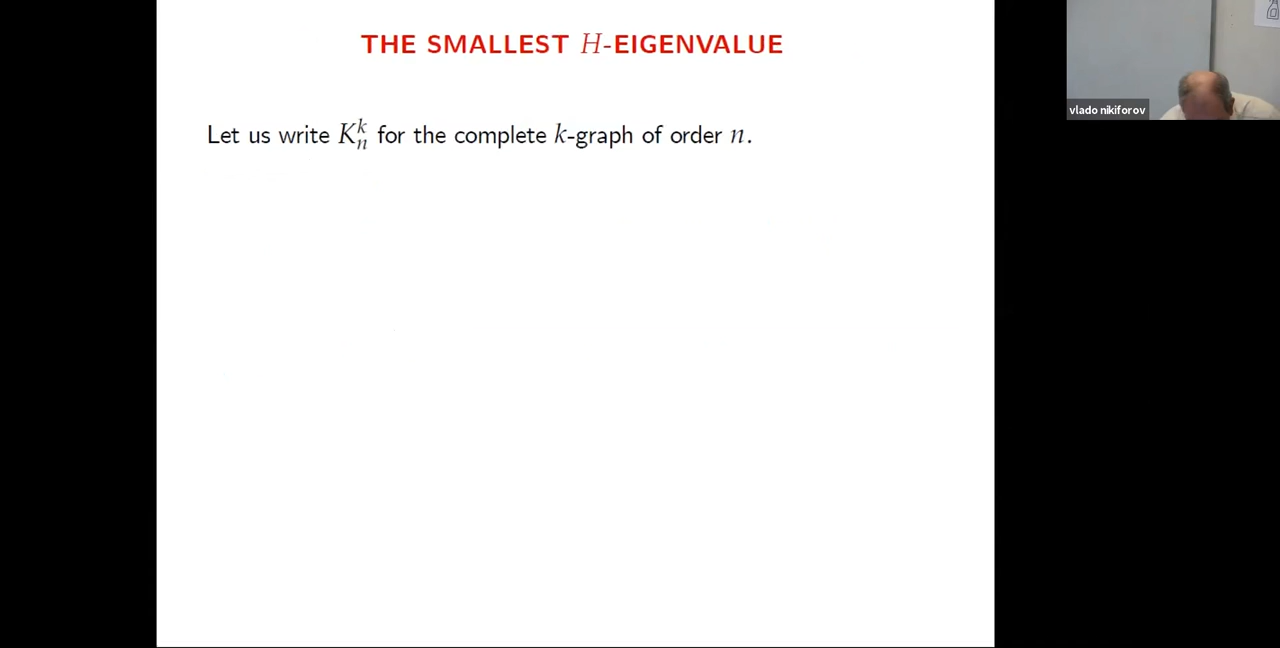 THE SMALLEST H-EIGENVALUE
Let us write $K_n^k$ for the complete k-graph of order n.
vlado nikiforov